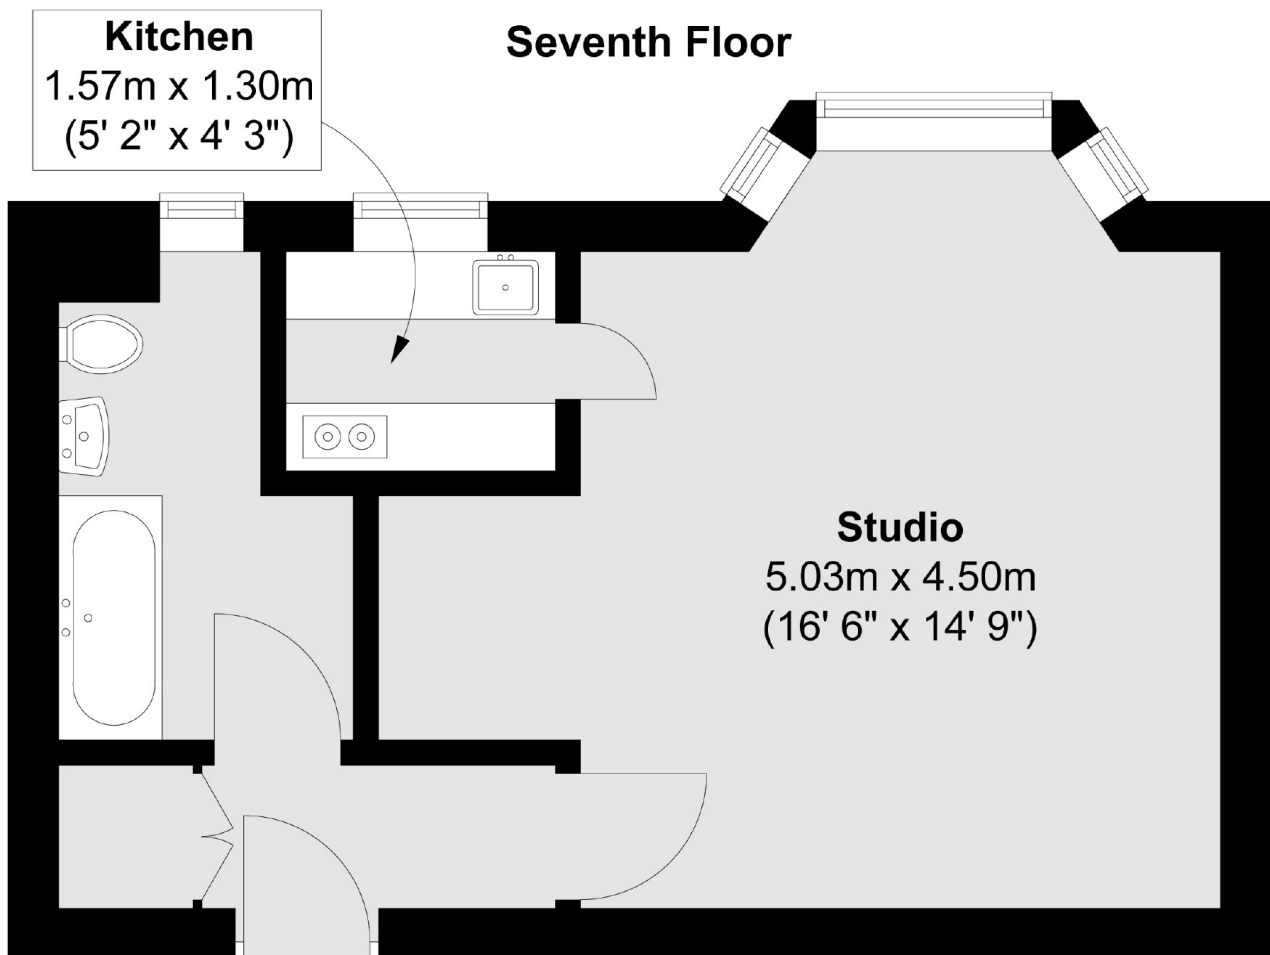 Kitchen
1.57m x 1.30m
(5' 2" x 4' 3")
Seventh Floor
Studio
5.03m x 4.50m
(16' 6" x 14' 9")